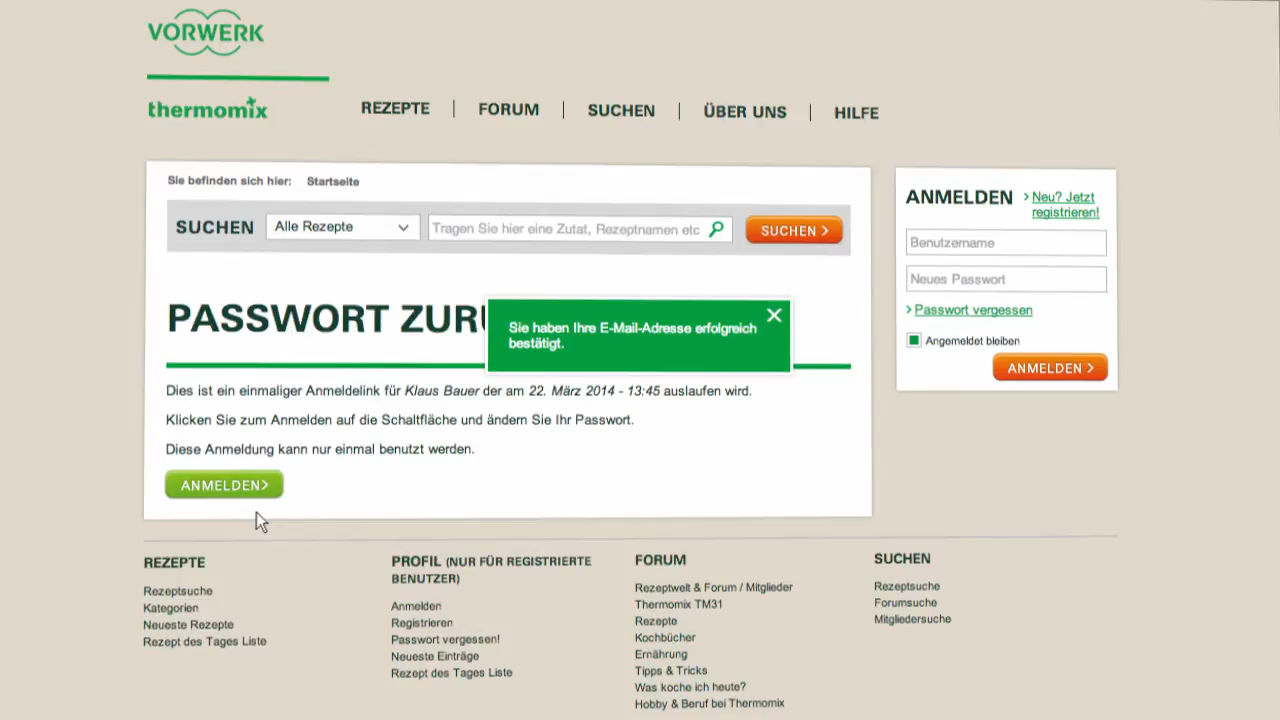 VORWERK
thermomix
REZEPTE
FORUM
SUCHEN
ÜBER UNS
HILFE
Sie befinden sich hier: Startseite
SUCHEN
Alle Rezepte
Tragen Sie hier eine Zutat, Rezeptnamen etc
SUCHEN
PASSWORT ZURÜ
Sie haben Ihre E-Mail-Adresse erfolgreich
bestätigt.
Dies ist ein einmaliger Anmeldelink für Klaus Bauer der am 22. März 2014 - 13:45 auslaufen wird.
Klicken Sie zum Anmelden auf die Schaltfläche und ändern Sie Ihr Passwort.
Diese Anmeldung kann nur einmal benutzt werden.
ANMELDEN
ANMELDEN
Neu? Jetzt
registrieren!
Benutzername
Neues Passwort
Passwort vergessen
Angemeldet bleiben
ANMELDEN
REZEPTE
Rezeptsuche
Kategorien
Neueste Rezepte
Rezept des Tages Liste
PROFIL (NUR FÜR REGISTRIERTE
BENUTZER)
Anmelden
Registrieren
Passwort vergessen!
Neueste Einträge
Rezept des Tages Liste
FORUM
Rezeptwelt & Forum / Mitglieder
Thermomix TM31
Rezepte
Kochbücher
Ernährung
Tipps & Tricks
Was koche ich heute?
Hobby & Beruf bei Thermomix
SUCHEN
Rezeptsuche
Forumsuche
Mitgliedersuche